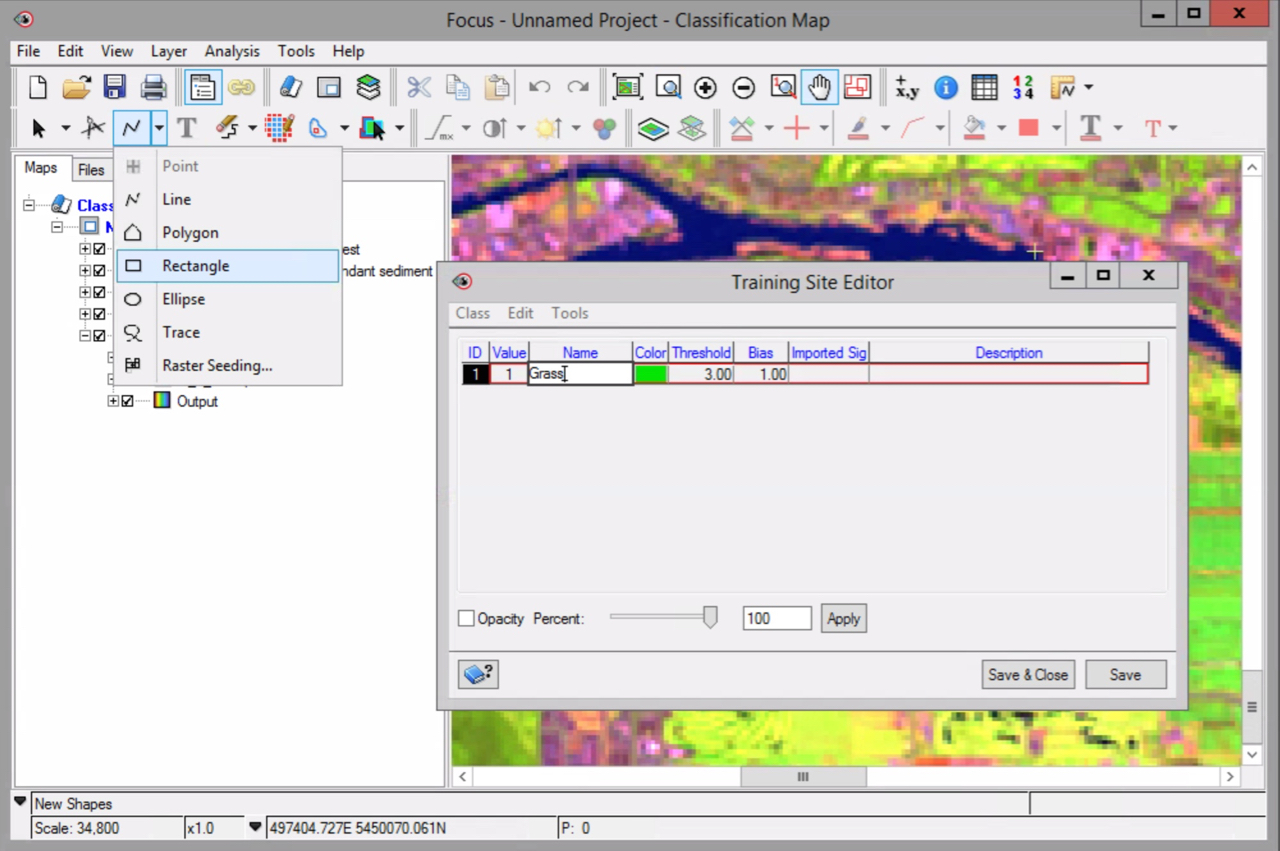 Focus - Unnamed Project - Classification Map
File Edit View Layer Analysis Tools Help
x,y 1 2 3 4
T mx T T
Maps Files
Point
Line
Polygon
Rectangle
Ellipse
Trace
Raster Seeding...
Class
N
est
ndant sediment
Output
Training Site Editor
Class Edit Tools
ID Value Name Color Threshold Bias Imported Sig Description
1 1 Grass 3.00 1.00
Opacity Percent: 100 Apply
Save & Close Save
New Shapes
Scale: 34,800 x1.0 497404.727E 5450070.061N P: 0